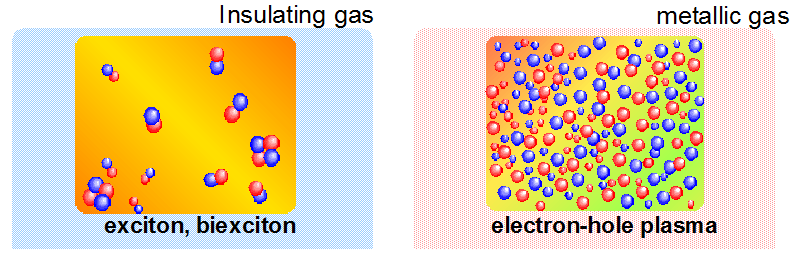 Insulating gas
metallic gas
exciton, biexciton
electron-hole plasma